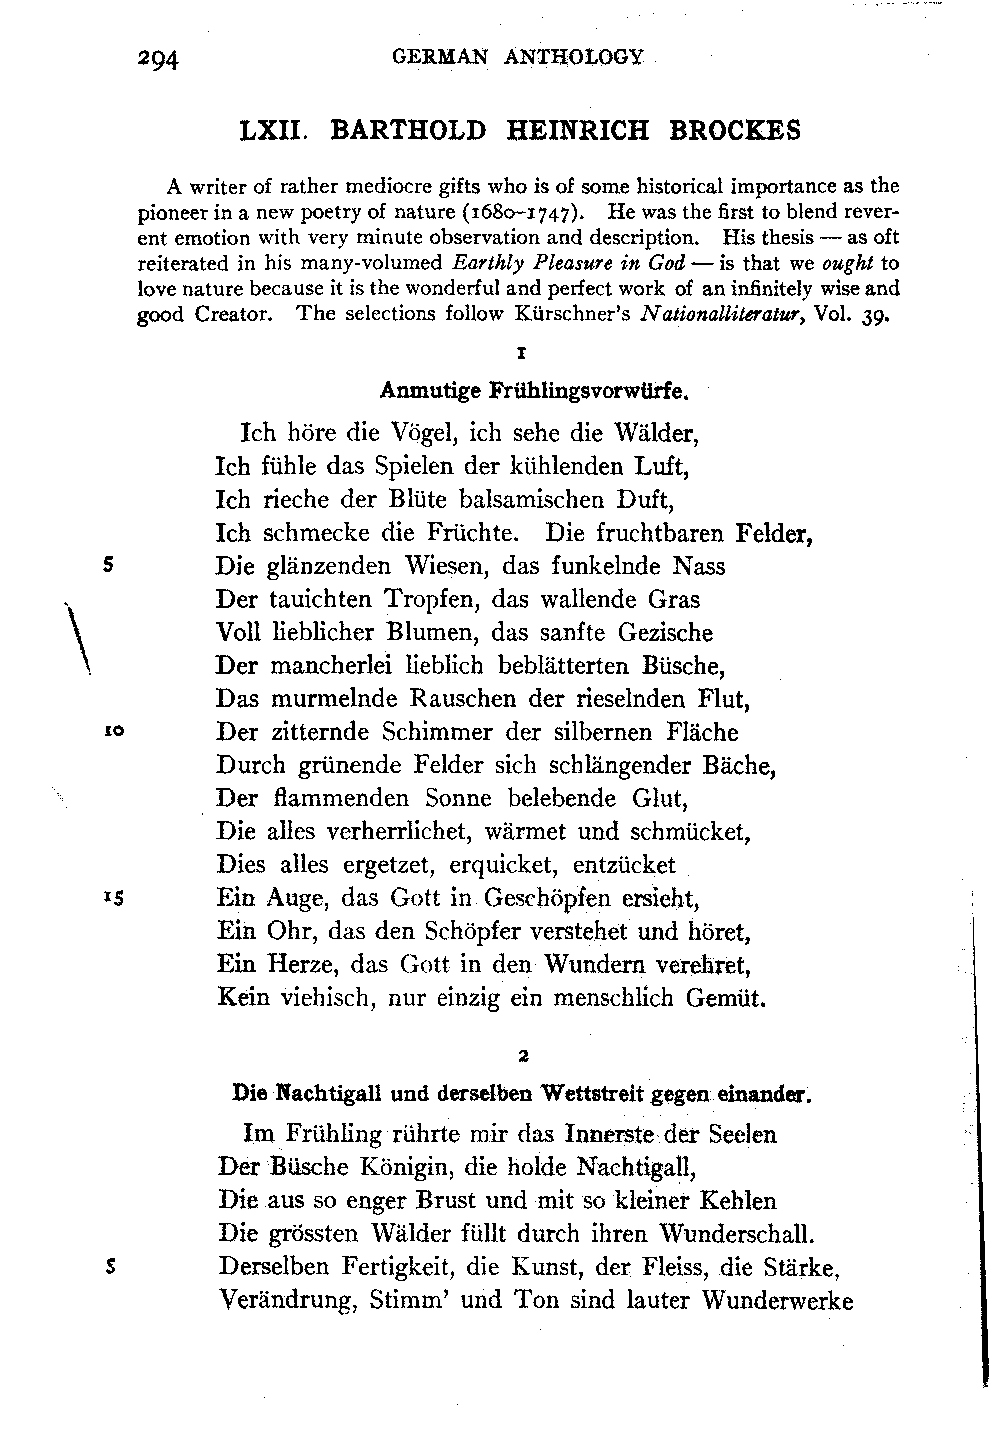 294 GERMAN ANTHOLOGY
LXII. BARTHOLD HEINRICH BROCKES
A writer of rather mediocre gifts who is of some historical importance as the
pioneer in a new poetry of nature (1680–1747). He was the first to blend rever-
ent emotion with very minute observation and description. His thesis — as oft
reiterated in his many-volumed Earthly Pleasure in God — is that we ought to
love nature because it is the wonderful and perfect work of an infinitely wise and
good Creator. The selections follow Kürschner's Nationalliteratur, Vol. 39.
1
Anmutige Frühlingsvorwürfe.
Ich höre die Vögel, ich sehe die Wälder,
Ich fühle das Spielen der kühlenden Luft,
Ich rieche der Blüte balsamischen Duft,
Ich schmecke die Früchte. Die fruchtbaren Felder,
5 Die glänzenden Wiesen, das funkelnde Nass
Der tauichten Tropfen, das wallende Gras
Voll lieblicher Blumen, das sanfte Gezische
Der mancherlei lieblich beblätterten Büsche,
Das murmelnde Rauschen der rieselnden Flut,
10 Der zitternde Schimmer der silbernen Fläche
Durch grünende Felder sich schlängender Bäche,
Der flammenden Sonne belebende Glut,
Die alles verherrlichet, wärmet und schmücket,
Dies alles ergetzet, erquicket, entzücket
15 Ein Auge, das Gott in Geschöpfen ersieht,
Ein Ohr, das den Schöpfer verstehet und höret,
Ein Herze, das Gott in den Wundern verehret,
Kein viehisch, nur einzig ein menschlich Gemüt.
2
Die Nachtigall und derselben Wettstreit gegen einander.
Im Frühling rührte mir das Innerste der Seelen
Der Büsche Königin, die holde Nachtigall,
Die aus so enger Brust und mit so kleiner Kehlen
Die grössten Wälder füllt durch ihren Wunderschall.
5 Derselben Fertigkeit, die Kunst, der Fleiss, die Stärke,
Verändrung, Stimm' und Ton sind lauter Wunderwerke